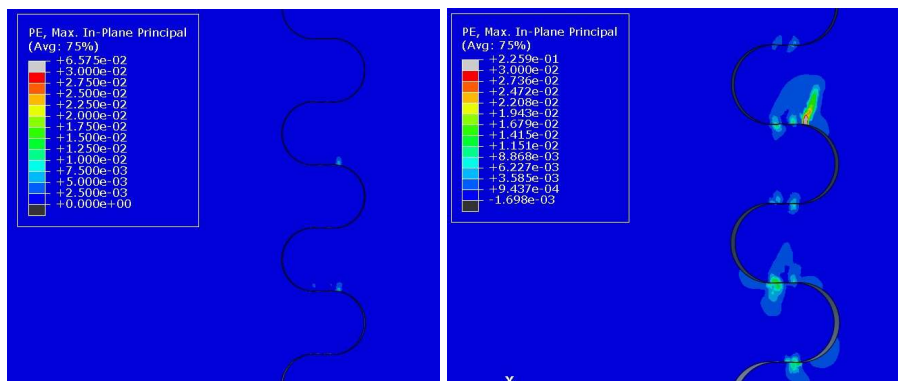 PE, Max. In-Plane Principal
(Avg: 75%)
+6.575e-02
+3.000e-02
+2.750e-02
+2.500e-02
+2.250e-02
+2.000e-02
+1.750e-02
+1.500e-02
+1.250e-02
+1.000e-02
+7.500e-03
+5.000e-03
+2.500e-03
+0.000e+00
PE, Max. In-Plane Principal
(Avg: 75%)
+2.259e-01
+3.000e-02
+2.736e-02
+2.472e-02
+2.208e-02
+1.943e-02
+1.679e-02
+1.415e-02
+1.151e-02
+8.868e-03
+6.227e-03
+3.585e-03
+9.437e-04
-1.698e-03
X